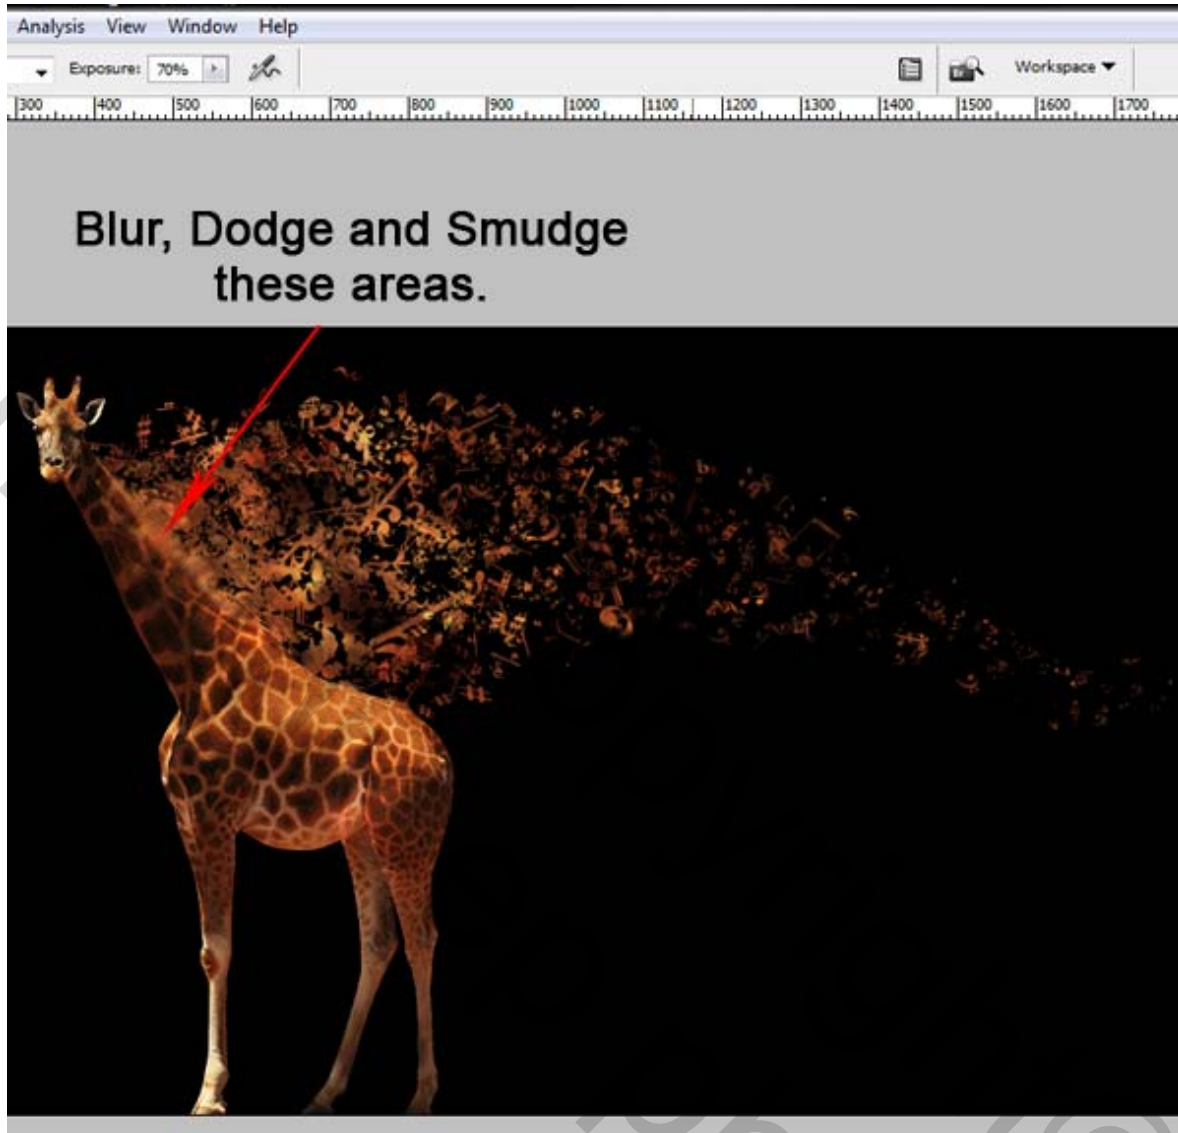 Analysis View Window Help
Exposure: 70% Workspace
300 400 500 600 700 800 900 1000 1100 1200 1300 1400 1500 1600 1700
Blur, Dodge and Smudge
these areas.